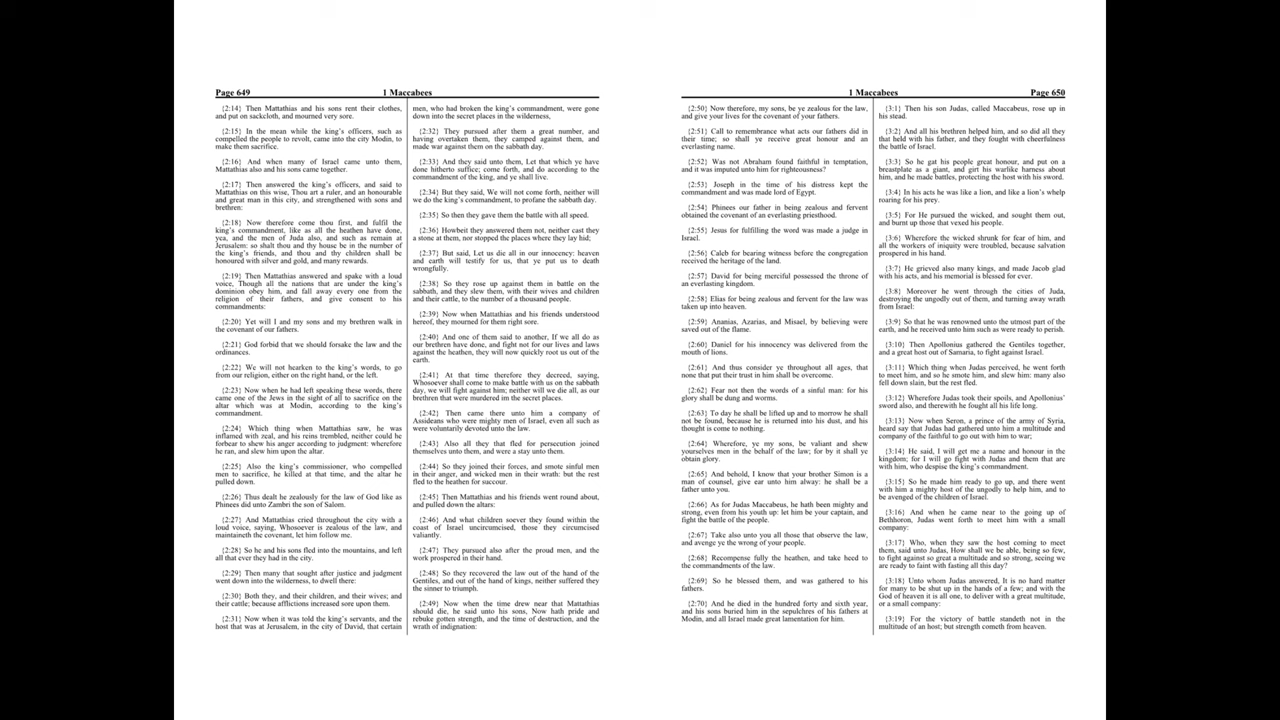 Page 649 1 Maccabees
{2:14} Then Mattathias and his sons rent their clothes,
and put on sackcloth, and mourned very sore.
{2:15} In the mean while the king's officers, such as
compelled the people to revolt, came into the city Modin, to
make them sacrifice.
{2:16} And when many of Israel came unto them,
Mattathias also and his sons came together.
{2:17} Then answered the king's officers, and said to
Mattathias on this wise, Thou art a ruler, and an honourable
and great man in this city, and strengthened with sons and
brethren:
{2:18} Now therefore come thou first, and fulfil the
king's commandment, like as all the heathen have done,
yea, and the men of Juda also, and such as remain at
Jerusalem: so shalt thou and thy house be in the number of
the king's friends, and thou and thy children shall be
honoured with silver and gold, and many rewards.
{2:19} Then Mattathias answered and spake with a loud
voice, Though all the nations that are under the king's
dominion obey him, and fall away every one from the
religion of their fathers, and give consent to his
commandments:
{2:20} Yet will I and my sons and my brethren walk in
the covenant of our fathers.
{2:21} God forbid that we should forsake the law and the
ordinances.
{2:22} We will not hearken to the king's words, to go
from our religion, either on the right hand, or the left.
{2:23} Now when he had left speaking these words, there
came one of the Jews in the sight of all to sacrifice on the
altar which was at Modin, according to the king's
commandment.
{2:24} Which thing when Mattathias saw, he was
inflamed with zeal, and his reins trembled, neither could he
forbear to shew his anger according to judgment: wherefore
he ran, and slew him upon the altar.
{2:25} Also the king's commissioner, who compelled
men to sacrifice, he killed at that time, and the altar he
pulled down.
{2:26} Thus dealt he zealously for the law of God like as
Phinees did unto Zambri the son of Salom.
{2:27} And Mattathias cried throughout the city with a
loud voice, saying, Whosoever is zealous of the law, and
maintaineth the covenant, let him follow me.
{2:28} So he and his sons fled into the mountains, and left
all that ever they had in the city.
{2:29} Then many that sought after justice and judgment
went down into the wilderness, to dwell there:
{2:30} Both they, and their children, and their wives; and
their cattle; because afflictions increased sore upon them.
{2:31} Now when it was told the king's servants, and the
host that was at Jerusalem, in the city of David, that certain
men, who had broken the king's commandment, were gone
down into the secret places in the wilderness,
{2:32} They pursued after them a great number, and
having overtaken them, they camped against them, and
made war against them on the sabbath day.
{2:33} And they said unto them, Let that which ye have
done hitherto suffice; come forth, and do according to the
commandment of the king, and ye shall live.
{2:34} But they said, We will not come forth, neither will
we do the king's commandment, to profane the sabbath day.
{2:35} So then they gave them the battle with all speed.
{2:36} Howbeit they answered them not, neither cast they
a stone at them, nor stopped the places where they lay hid;
{2:37} But said, Let us die all in our innocency: heaven
and earth will testify for us, that ye put us to death
wrongfully.
{2:38} So they rose up against them in battle on the
sabbath, and they slew them, with their wives and children
and their cattle, to the number of a thousand people.
{2:39} Now when Mattathias and his friends understood
hereof, they mourned for them right sore.
{2:40} And one of them said to another, If we all do as
our brethren have done, and fight not for our lives and laws
against the heathen, they will now quickly root us out of the
earth.
{2:41} At that time therefore they decreed, saying,
Whosoever shall come to make battle with us on the sabbath
day, we will fight against him; neither will we die all, as our
brethren that were murdered im the secret places.
{2:42} Then came there unto him a company of
Assideans who were mighty men of Israel, even all such as
were voluntarily devoted unto the law.
{2:43} Also all they that fled for persecution joined
themselves unto them, and were a stay unto them.
{2:44} So they joined their forces, and smote sinful men
in their anger, and wicked men in their wrath: but the rest
fled to the heathen for succour.
{2:45} Then Mattathias and his friends went round about,
and pulled down the altars:
{2:46} And what children soever they found within the
coast of Israel uncircumcised, those they circumcised
valiantly.
{2:47} They pursued also after the proud men, and the
work prospered in their hand.
{2:48} So they recovered the law out of the hand of the
Gentiles, and out of the hand of kings, neither suffered they
the sinner to triumph.
{2:49} Now when the time drew near that Mattathias
should die, he said unto his sons, Now hath pride and
rebuke gotten strength, and the time of destruction, and the
wrath of indignation:
1 Maccabees Page 650
{2:50} Now therefore, my sons, be ye zealous for the law,
and give your lives for the covenant of your fathers.
{2:51} Call to remembrance what acts our fathers did in
their time; so shall ye receive great honour and an
everlasting name.
{2:52} Was not Abraham found faithful in temptation,
and it was imputed unto him for righteousness?
{2:53} Joseph in the time of his distress kept the
commandment and was made lord of Egypt.
{2:54} Phinees our father in being zealous and fervent
obtained the covenant of an everlasting priesthood.
{2:55} Jesus for fulfilling the word was made a judge in
Israel.
{2:56} Caleb for bearing witness before the congregation
received the heritage of the land.
{2:57} David for being merciful possessed the throne of
an everlasting kingdom.
{2:58} Elias for being zealous and fervent for the law was
taken up into heaven.
{2:59} Ananias, Azarias, and Misael, by believing were
saved out of the flame.
{2:60} Daniel for his innocency was delivered from the
mouth of lions.
{2:61} And thus consider ye throughout all ages, that
none that put their trust in him shall be overcome.
{2:62} Fear not then the words of a sinful man: for his
glory shall be dung and worms.
{2:63} To day he shall be lifted up and to morrow he shall
not be found, because he is returned into his dust, and his
thought is come to nothing.
{2:64} Wherefore, ye my sons, be valiant and shew
yourselves men in the behalf of the law; for by it shall ye
obtain glory.
{2:65} And behold, I know that your brother Simon is a
man of counsel, give ear unto him alway: he shall be a
father unto you.
{2:66} As for Judas Maccabeus, he hath been mighty and
strong, even from his youth up: let him be your captain, and
fight the battle of the people.
{2:67} Take also unto you all those that observe the law,
and avenge ye the wrong of your people.
{2:68} Recompense fully the heathen, and take heed to
the commandments of the law.
{2:69} So he blessed them, and was gathered to his
fathers.
{2:70} And he died in the hundred forty and sixth year,
and his sons buried him in the sepulchres of his fathers at
Modin, and all Israel made great lamentation for him.
{3:1} Then his son Judas, called Maccabeus, rose up in
his stead.
{3:2} And all his brethren helped him, and so did all they
that held with his father, and they fought with cheerfulness
the battle of Israel.
{3:3} So he gat his people great honour, and put on a
breastplate as a giant, and girt his warlike harness about
him, and he made battles, protecting the host with his sword.
{3:4} In his acts he was like a lion, and like a lion's whelp
roaring for his prey.
{3:5} For He pursued the wicked, and sought them out,
and burnt up those that vexed his people.
{3:6} Wherefore the wicked shrunk for fear of him, and
all the workers of iniquity were troubled, because salvation
prospered in his hand.
{3:7} He grieved also many kings, and made Jacob glad
with his acts, and his memorial is blessed for ever.
{3:8} Moreover he went through the cities of Juda,
destroying the ungodly out of them, and turning away wrath
from Israel:
{3:9} So that he was renowned unto the utmost part of the
earth, and he received unto him such as were ready to perish.
{3:10} Then Apollonius gathered the Gentiles together,
and a great host out of Samaria, to fight against Israel.
{3:11} Which thing when Judas perceived, he went forth
to meet him, and so he smote him, and slew him: many also
fell down slain, but the rest fled.
{3:12} Wherefore Judas took their spoils, and Apollonius'
sword also, and therewith he fought all his life long.
{3:13} Now when Seron, a prince of the army of Syria,
heard say that Judas had gathered unto him a multitude and
company of the faithful to go out with him to war;
{3:14} He said, I will get me a name and honour in the
kingdom; for I will go fight with Judas and them that are
with him, who despise the king's commandment.
{3:15} So he made him ready to go up, and there went
with him a mighty host of the ungodly to help him, and to
be avenged of the children of Israel.
{3:16} And when he came near to the going up of
Bethhoron, Judas went forth to meet him with a small
company:
{3:17} Who, when they saw the host coming to meet
them, said unto Judas, How shall we be able, being so few,
to fight against so great a multitude and so strong, seeing we
are ready to faint with fasting all this day?
{3:18} Unto whom Judas answered, It is no hard matter
for many to be shut up in the hands of a few; and with the
God of heaven it is all one, to deliver with a great multitude,
or a small company:
{3:19} For the victory of battle standeth not in the
multitude of an host; but strength cometh from heaven.